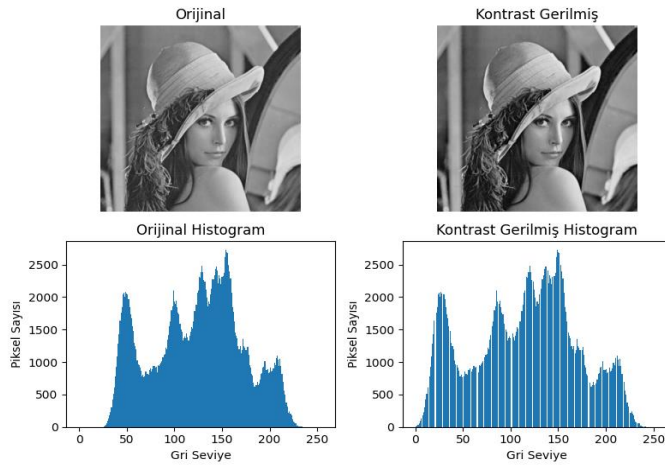 Orijinal
Kontrast Gerilmiş
Orijinal Histogram
2500
2000
1500
1000
500
0
Piksel Sayısı
0 50 100 150 200 250
Gri Seviye
Kontrast Gerilmiş Histogram
2500
2000
1500
1000
500
0
Piksel Sayısı
0 50 100 150 200 250
Gri Seviye